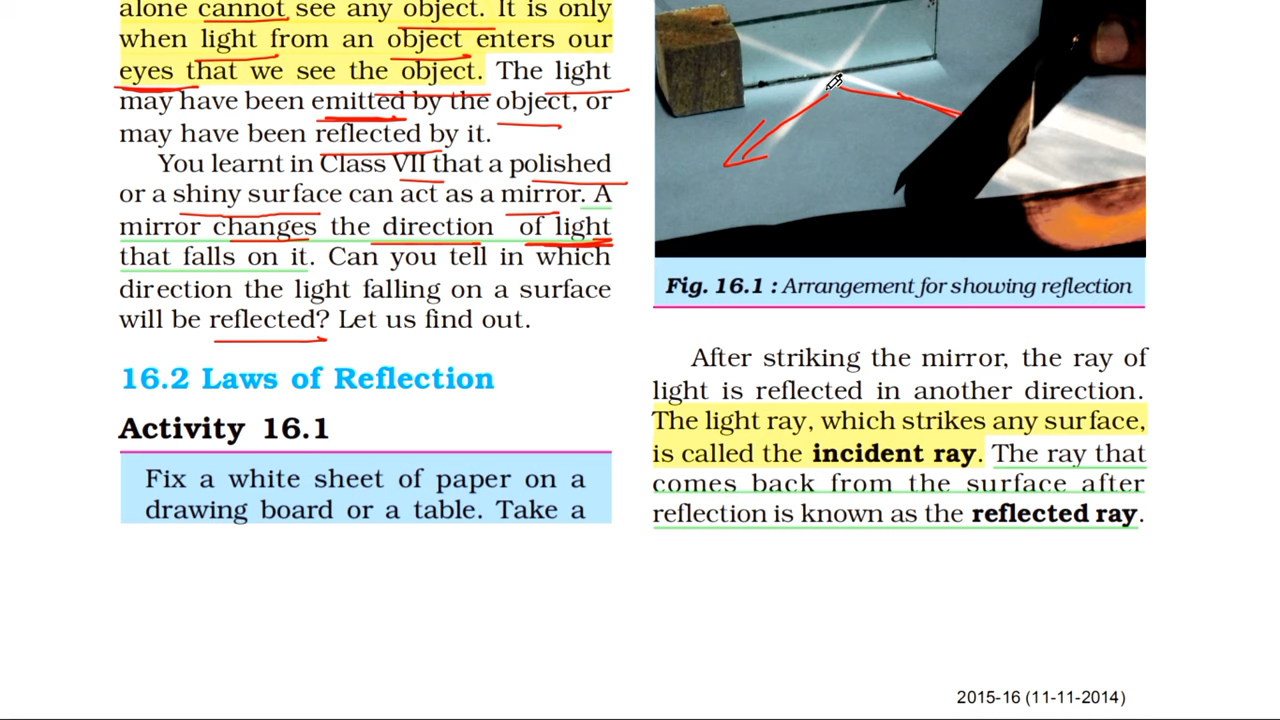 alone cannot see any object. It is only
when light from an object enters our
eyes that we see the object. The light
may have been emitted by the object, or
may have been reflected by it.
You learnt in Class VII that a polished
or a shiny surface can act as a mirror. A
mirror changes the direction of light
that falls on it. Can you tell in which
direction the light falling on a surface
will be reflected? Let us find out.
16.2 Laws of Reflection
Activity 16.1
Fix a white sheet of paper on a
drawing board or a table. Take a
Fig. 16.1 : Arrangement for showing reflection
After striking the mirror, the ray of
light is reflected in another direction.
The light ray, which strikes any surface,
is called the incident ray. The ray that
comes back from the surface after
reflection is known as the reflected ray.
2015-16 (11-11-2014)